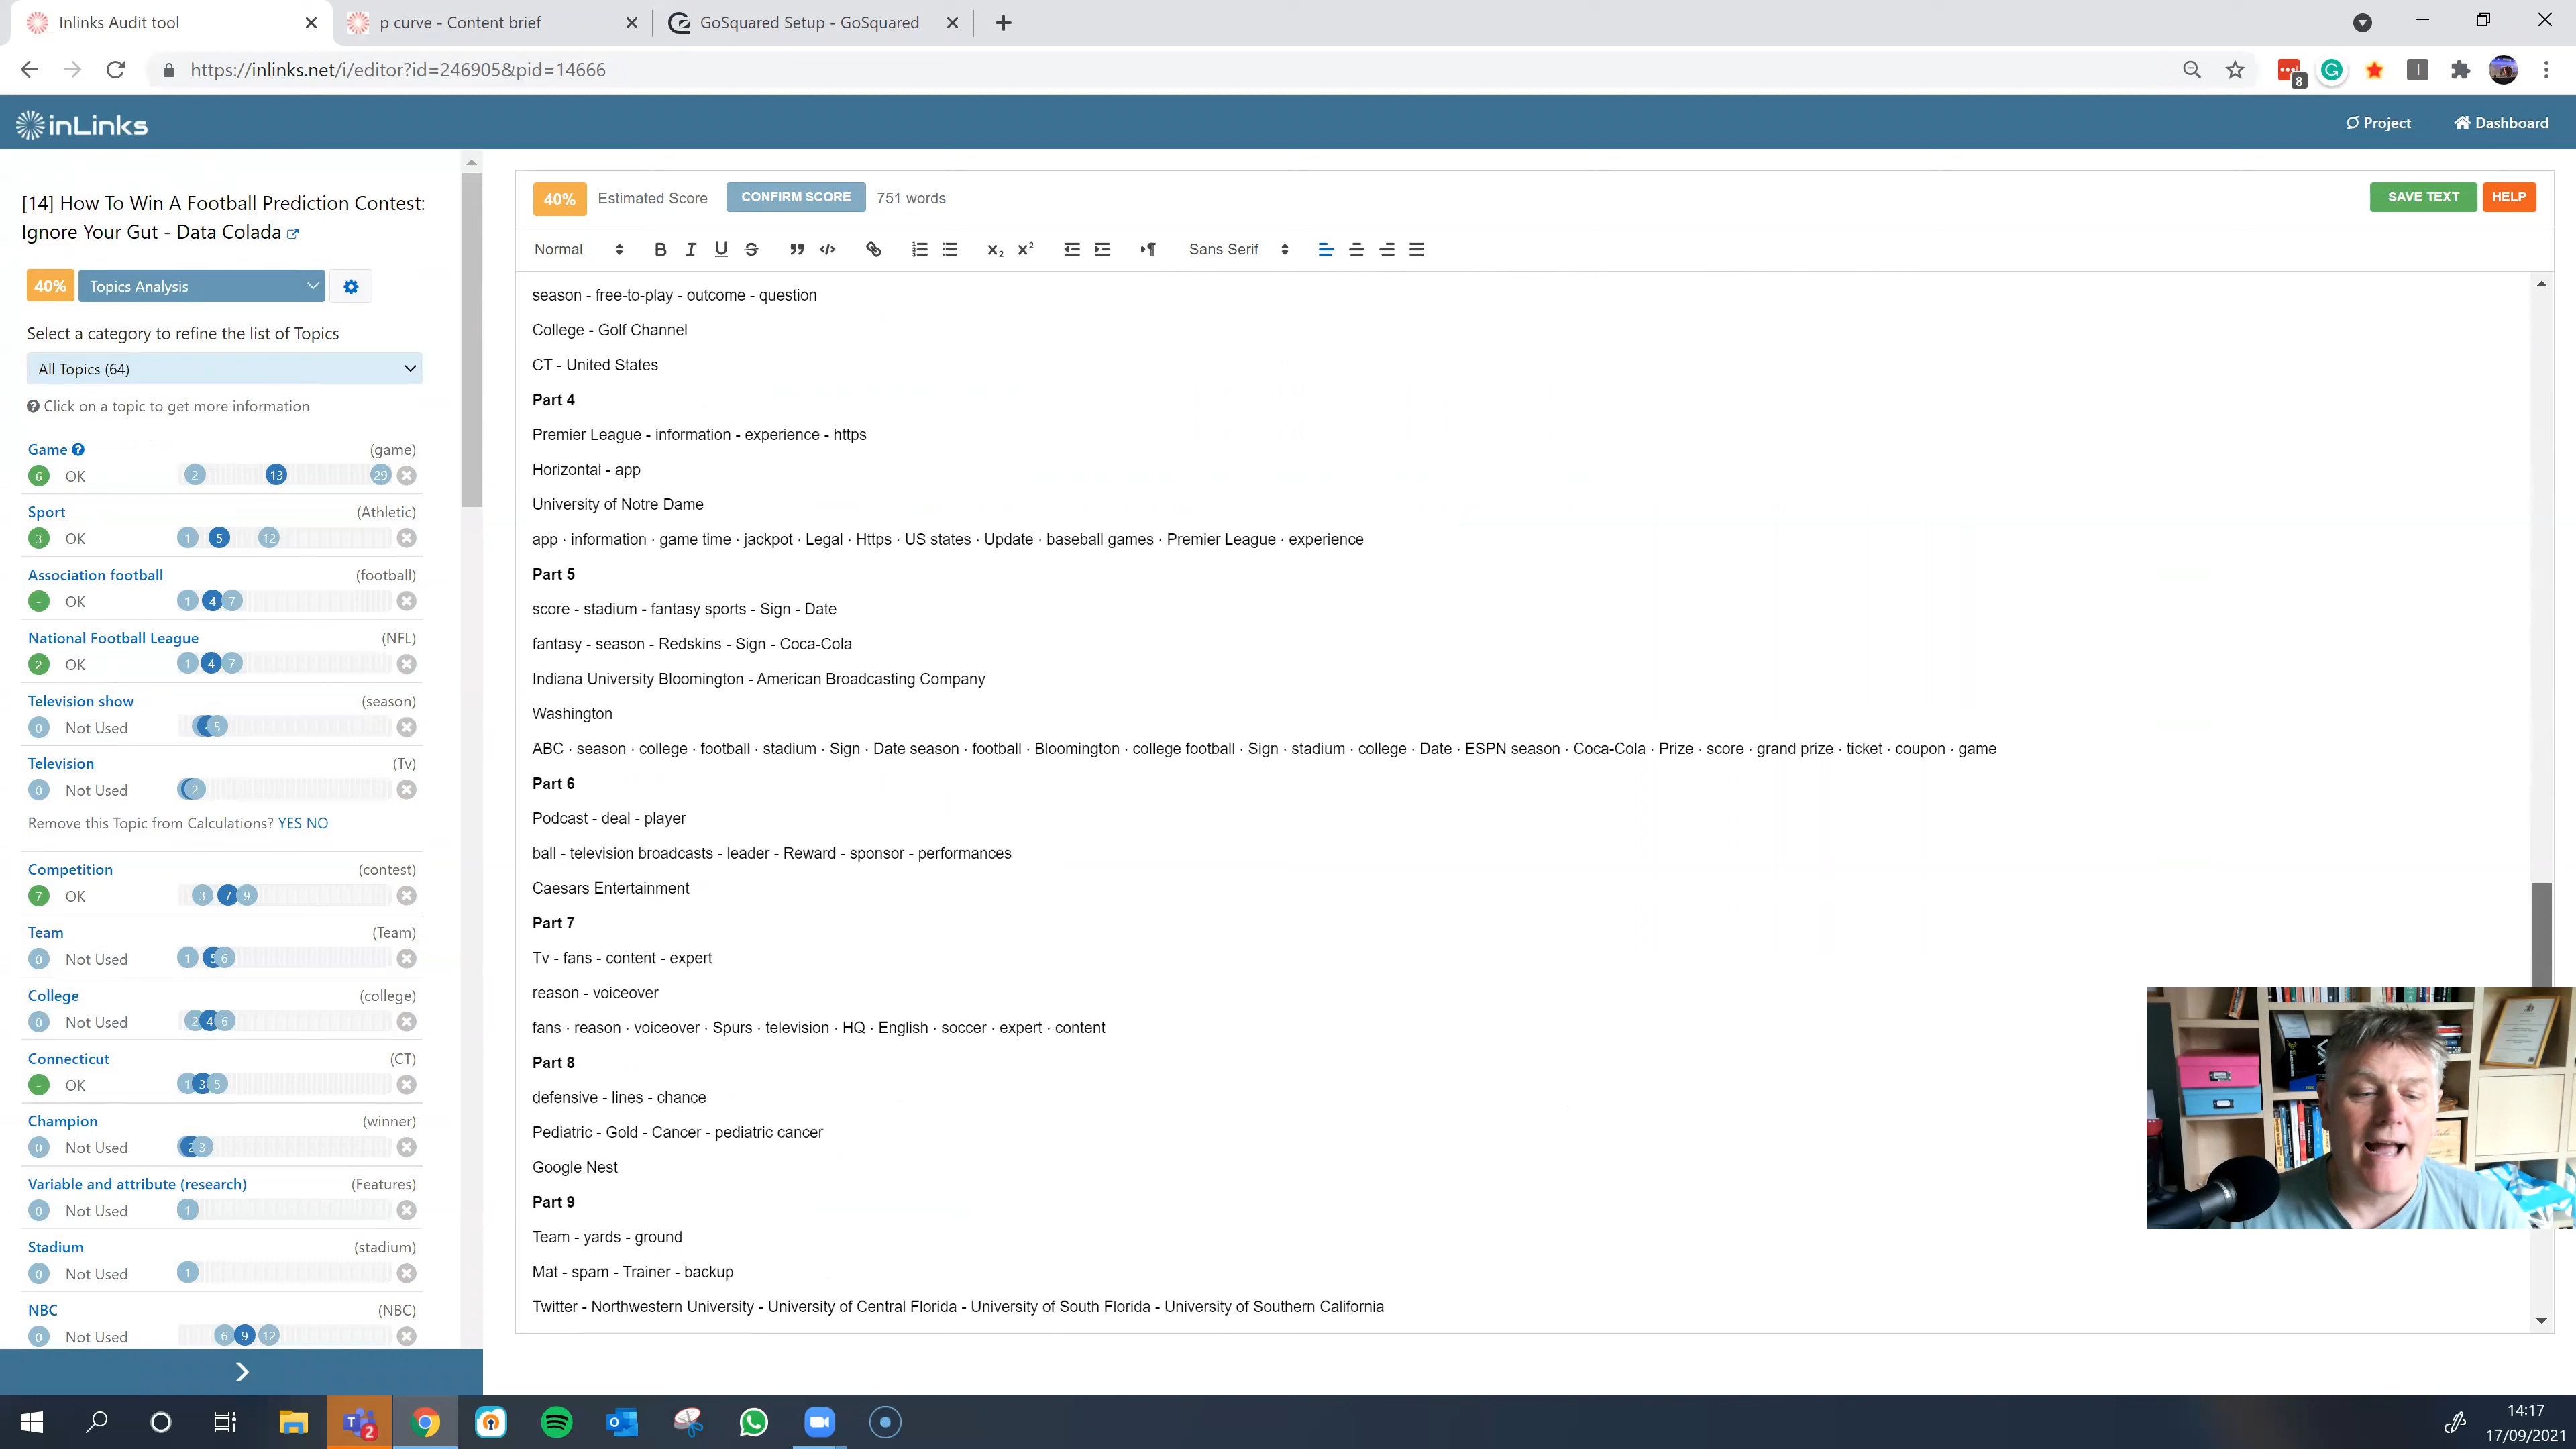 Inlinks Audit tool
p curve - Content brief
GoSquared Setup - GoSquared
https://inlinks.net/i/editor?id=246905&pid=14666
8
inLinks
Project
Dashboard
[14] How To Win A Football Prediction Contest:
Ignore Your Gut - Data Colada
40%
Topics Analysis
Select a category to refine the list of Topics
All Topics (64)
Click on a topic to get more information
Game (game)
6 OK 2 13 29
Sport (Athletic)
3 OK 1 5 12
Association football (football)
- OK 1 4 7
National Football League (NFL)
2 OK 1 4 7
Television show (season)
0 Not Used 5
Television (Tv)
0 Not Used 2
Remove this Topic from Calculations? YES NO
Competition (contest)
7 OK 3 7 9
Team (Team)
0 Not Used 1 5 6
College (college)
0 Not Used 2 4 6
Connecticut (CT)
- OK 1 3 5
Champion (winner)
0 Not Used 2 3
Variable and attribute (research) (Features)
0 Not Used 1
Stadium (stadium)
0 Not Used 1
NBC (NBC)
0 Not Used 6 9 12
40% Estimated Score CONFIRM SCORE 751 words
SAVE TEXT HELP
Normal
Sans Serif
season - free-to-play - outcome - question
College - Golf Channel
CT - United States
Part 4
Premier League - information - experience - https
Horizontal - app
University of Notre Dame
app · information · game time · jackpot · Legal · Https · US states · Update · baseball games · Premier League · experience
Part 5
score - stadium - fantasy sports - Sign - Date
fantasy - season - Redskins - Sign - Coca-Cola
Indiana University Bloomington - American Broadcasting Company
Washington
ABC · season · college · football · stadium · Sign · Date season · football · Bloomington · college football · Sign · stadium · college · Date · ESPN season · Coca-Cola · Prize · score · grand prize · ticket · coupon · game
Part 6
Podcast - deal - player
ball - television broadcasts - leader - Reward - sponsor - performances
Caesars Entertainment
Part 7
Tv - fans - content - expert
reason - voiceover
fans · reason · voiceover · Spurs · television · HQ · English · soccer · expert · content
Part 8
defensive - lines - chance
Pediatric - Gold - Cancer - pediatric cancer
Google Nest
Part 9
Team - yards - ground
Mat - spam - Trainer - backup
Twitter - Northwestern University - University of Central Florida - University of South Florida - University of Southern California
2
14:17
17/09/2021